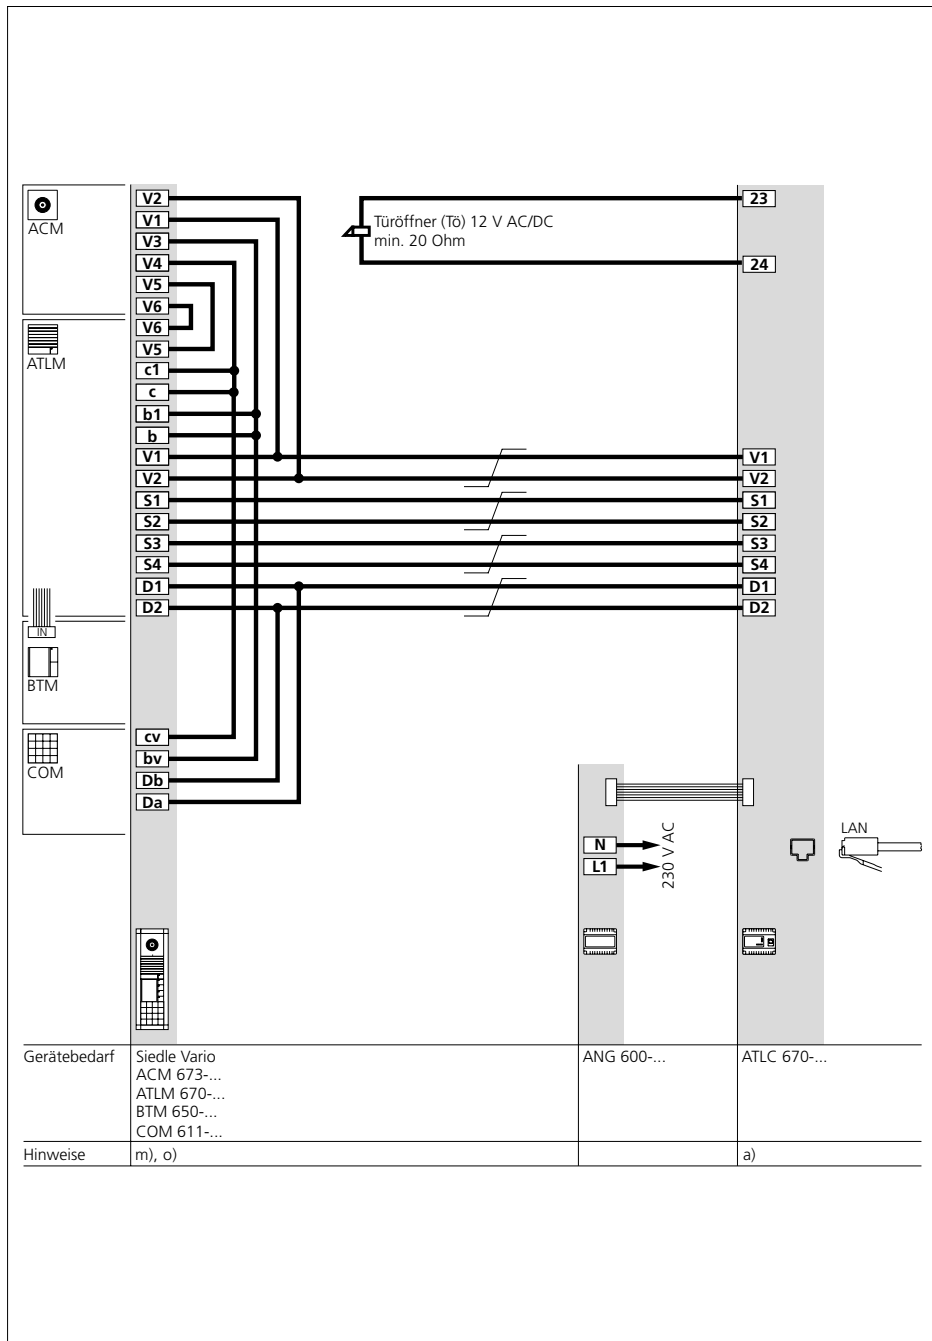 ACM
V2
V1
V3
V4
V5
V6
ATLM
V6
V5
c1
c
b1
b
V1
V2
S1
S2
S3
S4
D1
D2
IN
BTM
COM
cv
bv
Db
Da
Türöffner (Tö) 12 V AC/DC
min. 20 Ohm
23
24
V1
V2
S1
S2
S3
S4
D1
D2
N
L1
230 V AC
LAN
Gerätebedarf
Siedle Vario
ACM 673-...
ATLM 670-...
BTM 650-...
COM 611-...
ANG 600-...
ATLC 670-...
Hinweise
m), o)
a)